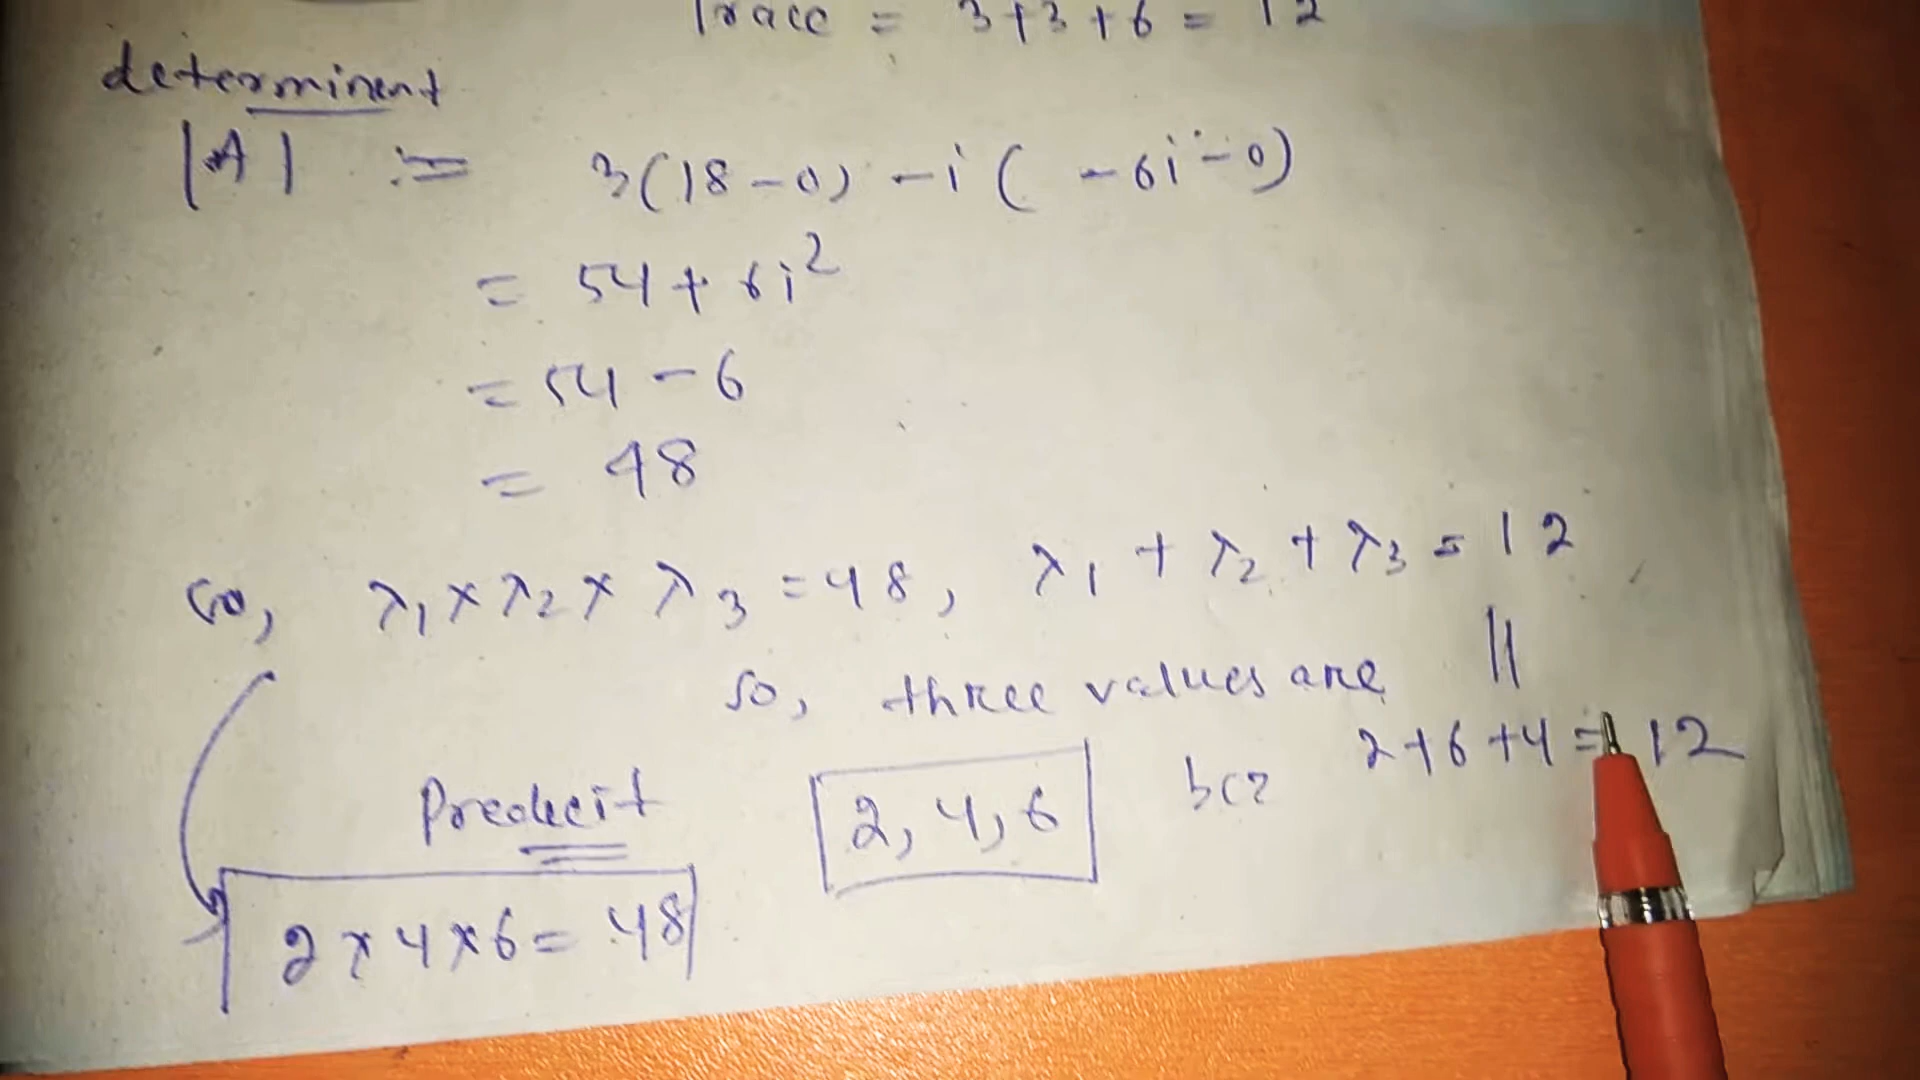 Trace = 3+3+6 = 12
determinent
|A| := 3(18-0) -i(-6i-0)
= 54 + 6i²
= 54 - 6
= 48
so, λ₁ × λ₂ × λ₃ = 48, λ₁ + λ₂ + λ₃ = 12
so, three values are
2+6+4 = 12
Predecit 2, 4, 6 bcz
2×4×6= 48